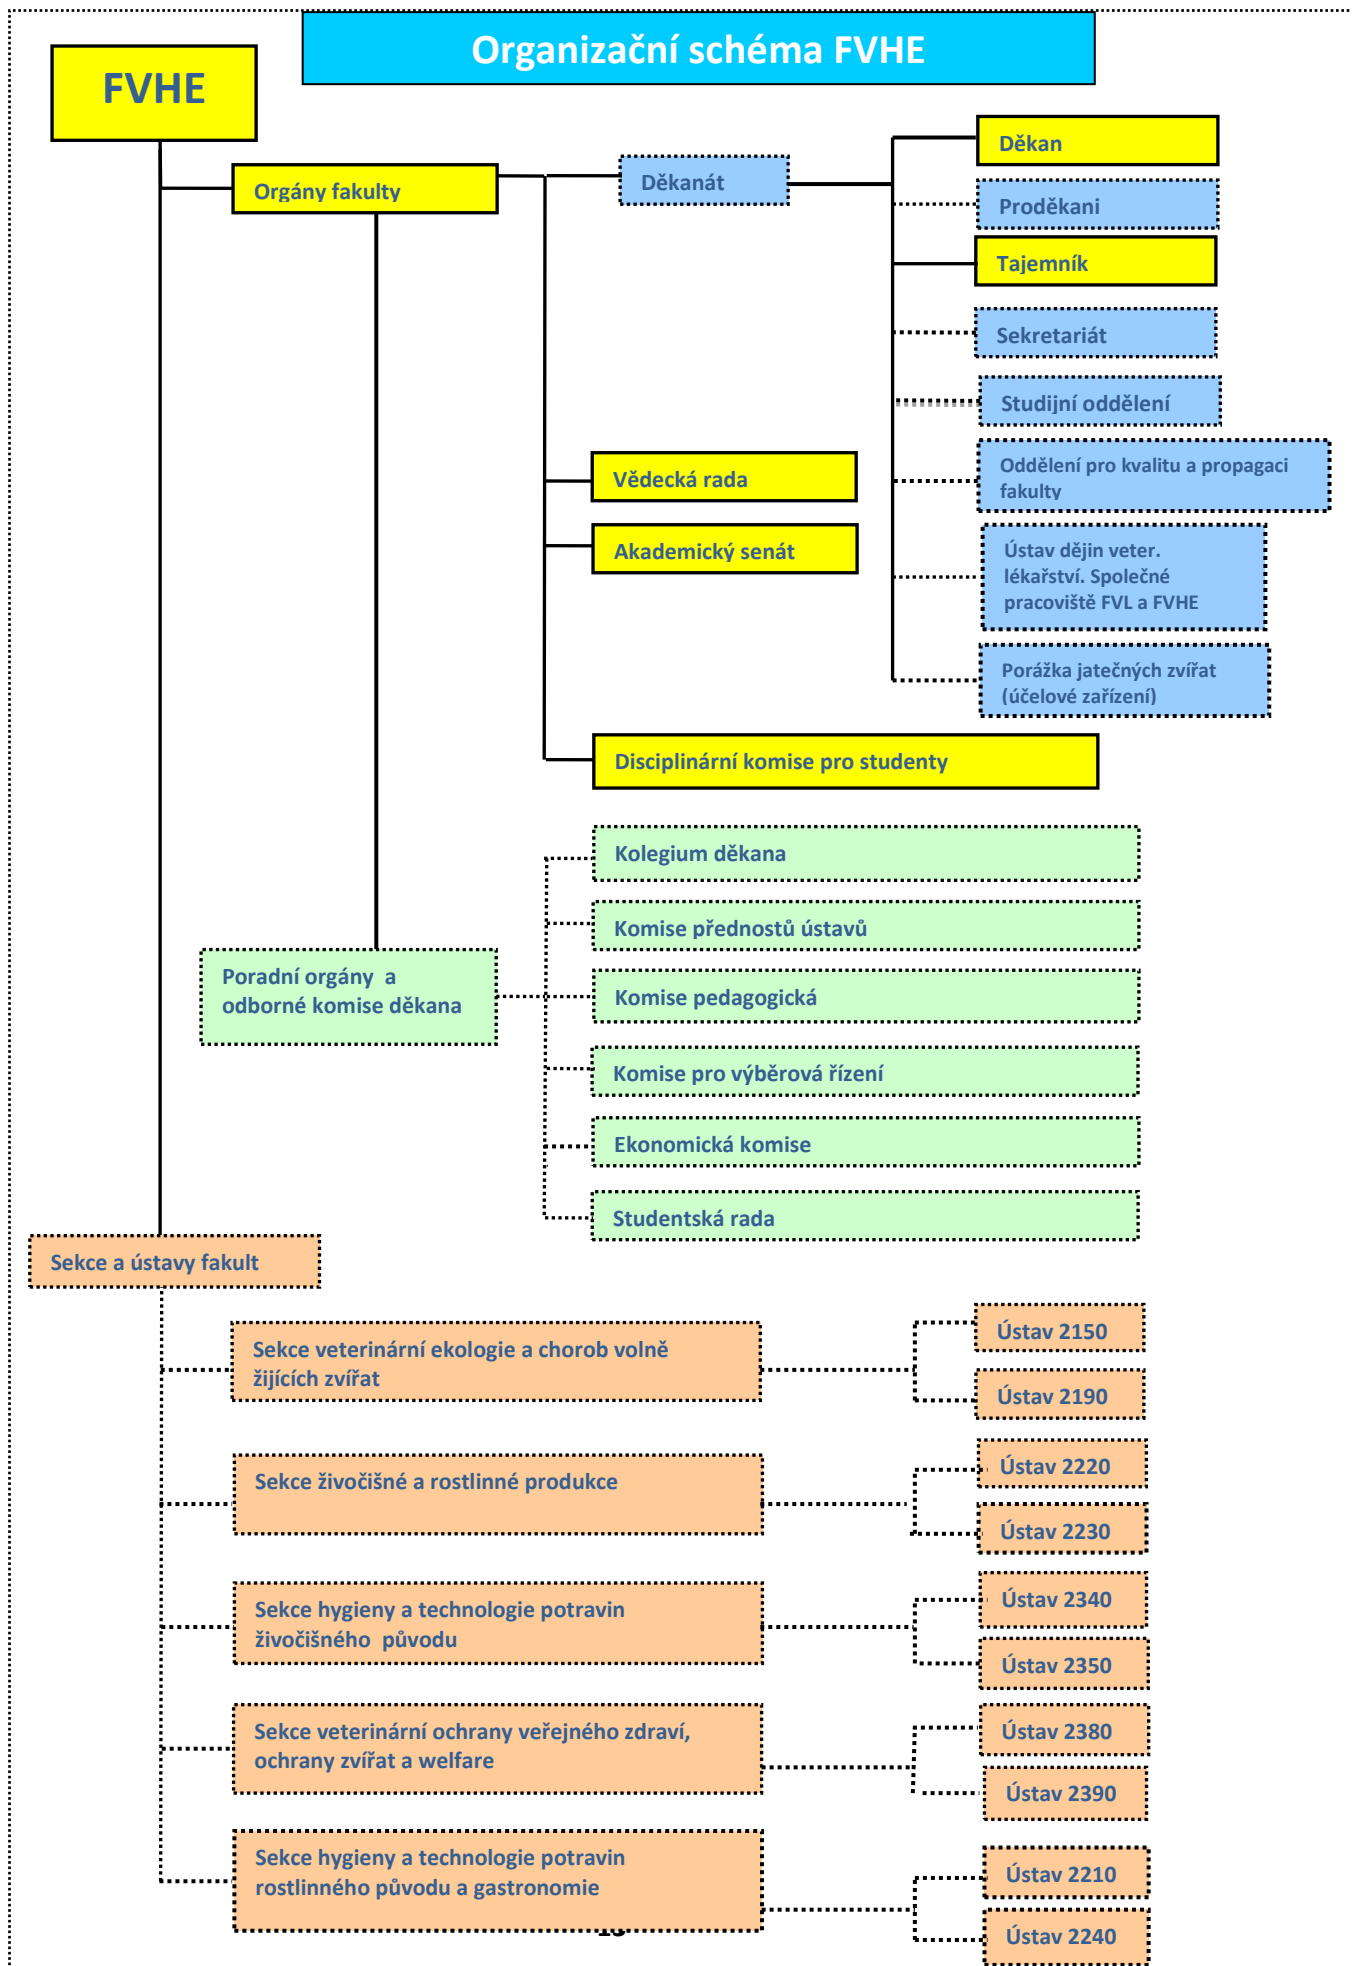 Organizační schéma FVHE
FVHE
Orgány fakulty
Děkanát
Děkan
Proděkani
Tajemník
Sekretariát
Studijní oddělení
Oddělení pro kvalitu a propagaci
fakulty
Ústav dějin veter.
lékařství. Společné
pracoviště FVL a FVHE
Porážka jatečných zvířat
(účelové zařízení)
Vědecká rada
Akademický senát
Disciplinární komise pro studenty
Poradní orgány a
odborné komise děkana
Kolegium děkana
Komise přednostů ústavů
Komise pedagogická
Komise pro výběrová řízení
Ekonomická komise
Studentská rada
Sekce a ústavy fakult
Sekce veterinární ekologie a chorob volně
žijících zvířat
Ústav 2150
Ústav 2190
Sekce živočišné a rostlinné produkce
Ústav 2220
Ústav 2230
Sekce hygieny a technologie potravin
živočišného původu
Ústav 2340
Ústav 2350
Sekce veterinární ochrany veřejného zdraví,
ochrany zvířat a welfare
Ústav 2380
Ústav 2390
Sekce hygieny a technologie potravin
rostlinného původu a gastronomie
Ústav 2210
Ústav 2240